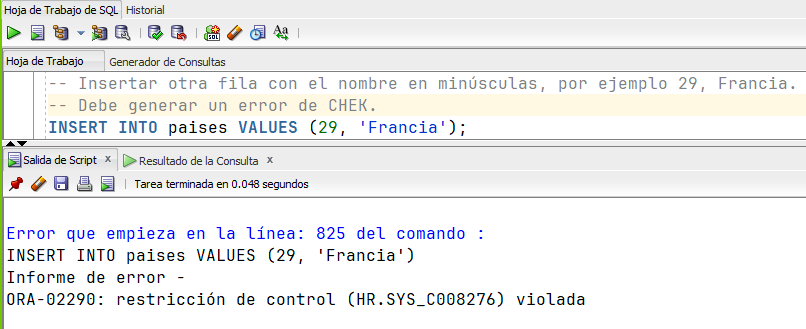 Hoja de Trabajo de SQL Historial
SQL Aa
Hoja de Trabajo Generador de Consultas
-- Insertar otra fila con el nombre en minúsculas, por ejemplo 29, Francia.
-- Debe generar un error de CHEK.
INSERT INTO paises VALUES (29, 'Francia');
Salida de Script x Resultado de la Consulta x
Tarea terminada en 0.048 segundos
Error que empieza en la línea: 825 del comando :
INSERT INTO paises VALUES (29, 'Francia')
Informe de error -
ORA-02290: restricción de control (HR.SYS_C008276) violada